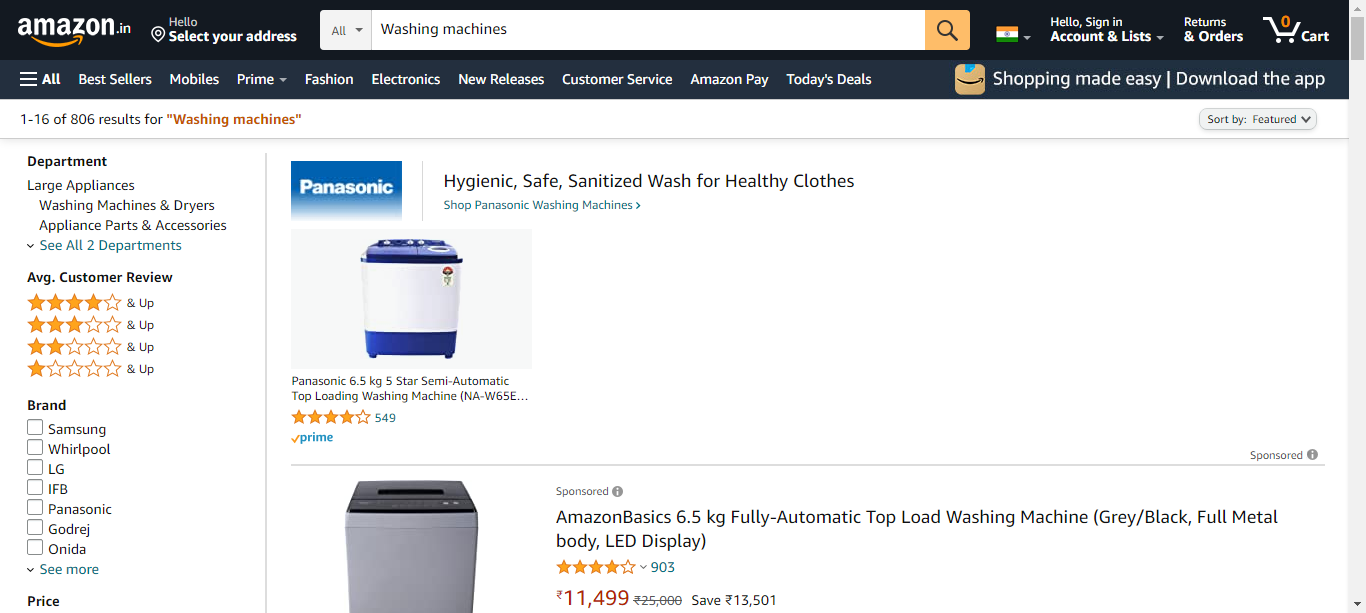 amazon.in
Hello
Select your address
All
Washing machines
Hello, Sign in
Account & Lists
Returns
& Orders
0
Cart
All
Best Sellers
Mobiles
Prime
Fashion
Electronics
New Releases
Customer Service
Amazon Pay
Today's Deals
Shopping made easy | Download the app
1-16 of 806 results for "Washing machines"
Sort by: Featured
Department
Large Appliances
Washing Machines & Dryers
Appliance Parts & Accessories
See All 2 Departments
Avg. Customer Review
& Up
& Up
& Up
& Up
Brand
Samsung
Whirlpool
LG
IFB
Panasonic
Godrej
Onida
See more
Price
Panasonic
Hygienic, Safe, Sanitized Wash for Healthy Clothes
Shop Panasonic Washing Machines ›
Panasonic 6.5 kg 5 Star Semi-Automatic
Top Loading Washing Machine (NA-W65E…
549
prime
Sponsored
Sponsored
AmazonBasics 6.5 kg Fully-Automatic Top Load Washing Machine (Grey/Black, Full Metal
body, LED Display)
903
₹11,499 ₹25,000 Save ₹13,501